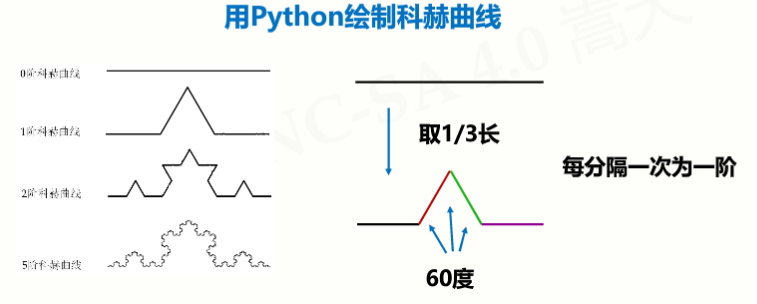 用Python绘制科赫曲线
0阶科赫曲线
1阶科赫曲线
2阶科赫曲线
5阶科赫曲线
取1/3长
60度
每分隔一次为一阶
NC-SA 4.0 嵩天